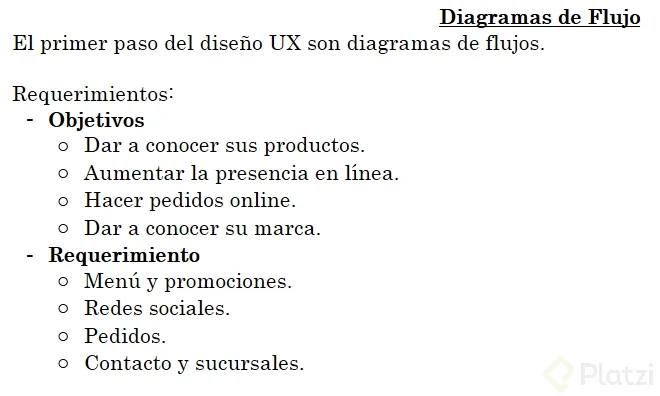 Diagramas de Flujo
El primer paso del diseño UX son diagramas de flujos.
Requerimientos:
- Objetivos
○ Dar a conocer sus productos.
○ Aumentar la presencia en línea.
○ Hacer pedidos online.
○ Dar a conocer su marca.
- Requerimiento
○ Menú y promociones.
○ Redes sociales.
○ Pedidos.
○ Contacto y sucursales.
Platzi